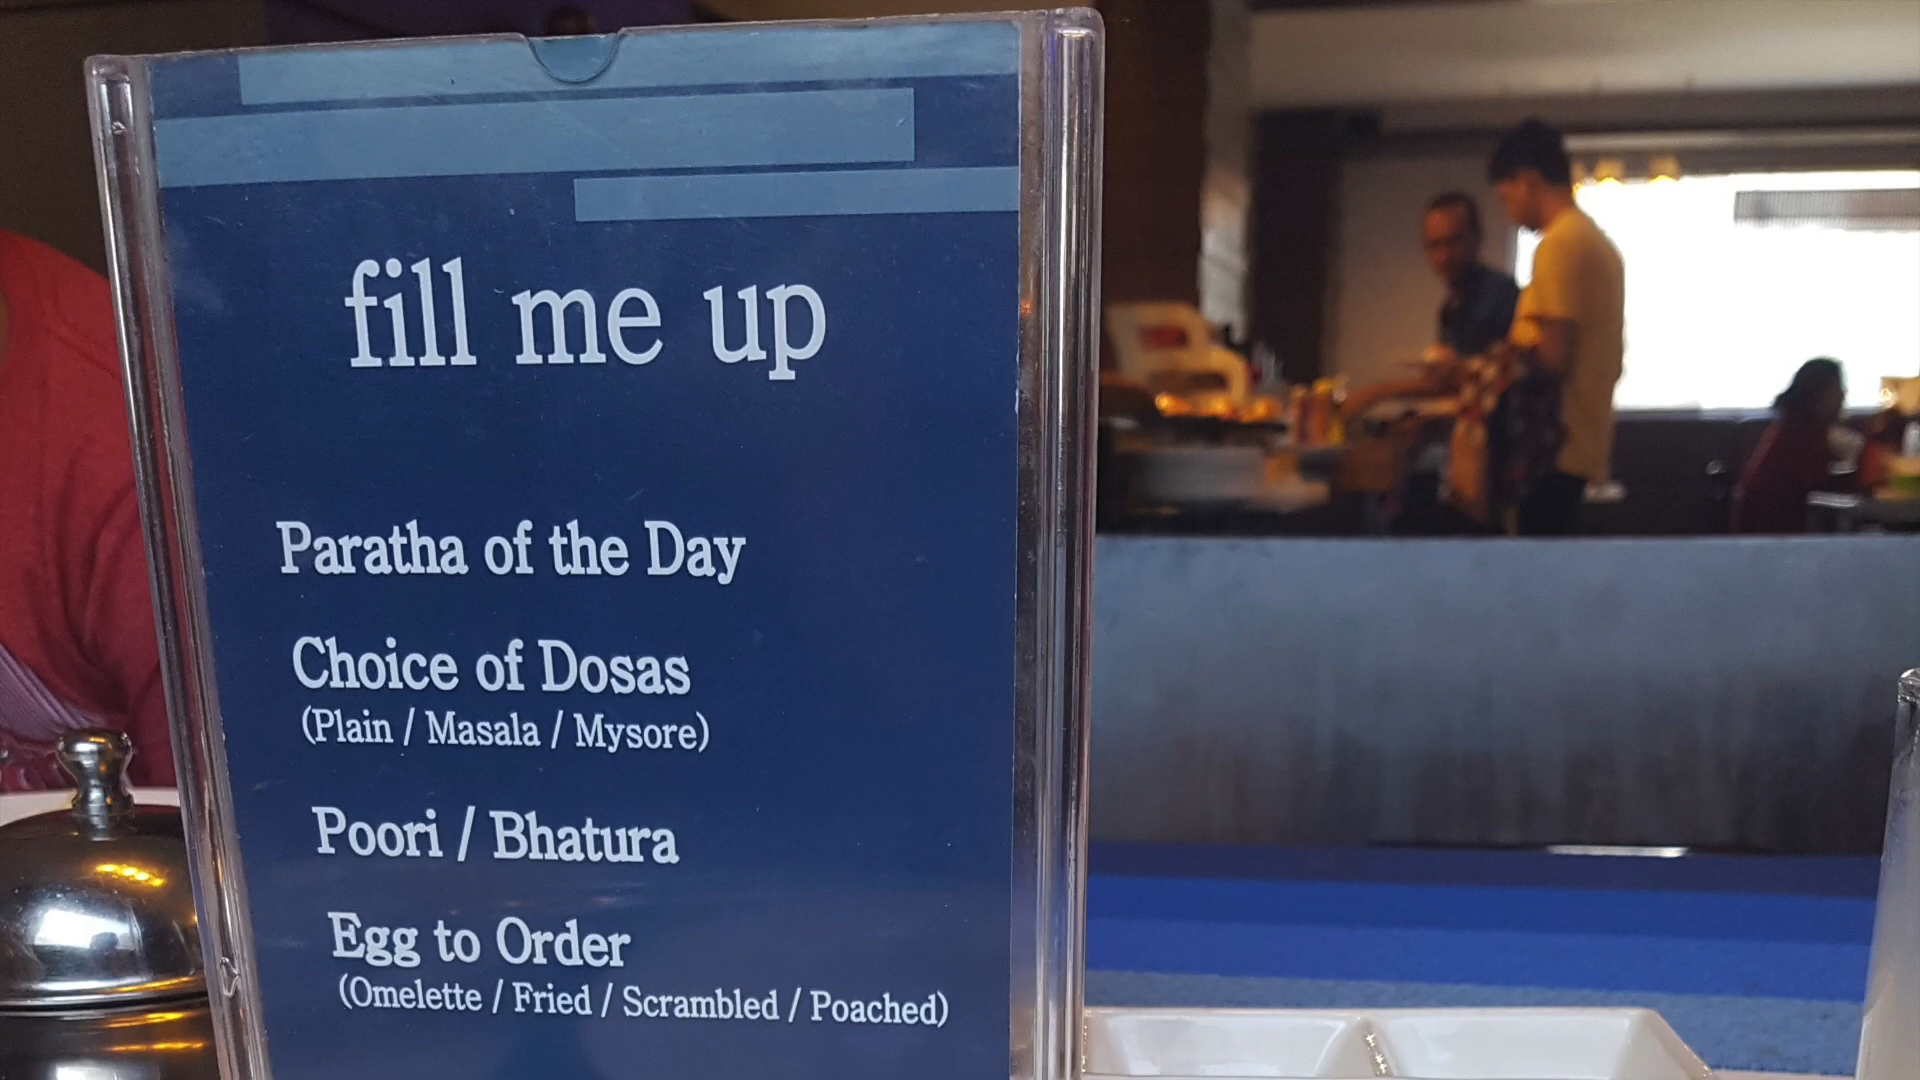 fill me up
Paratha of the Day
Choice of Dosas
(Plain / Masala / Mysore)
Poori / Bhatura
Egg to Order
(Omelette / Fried / Scrambled / Poached)